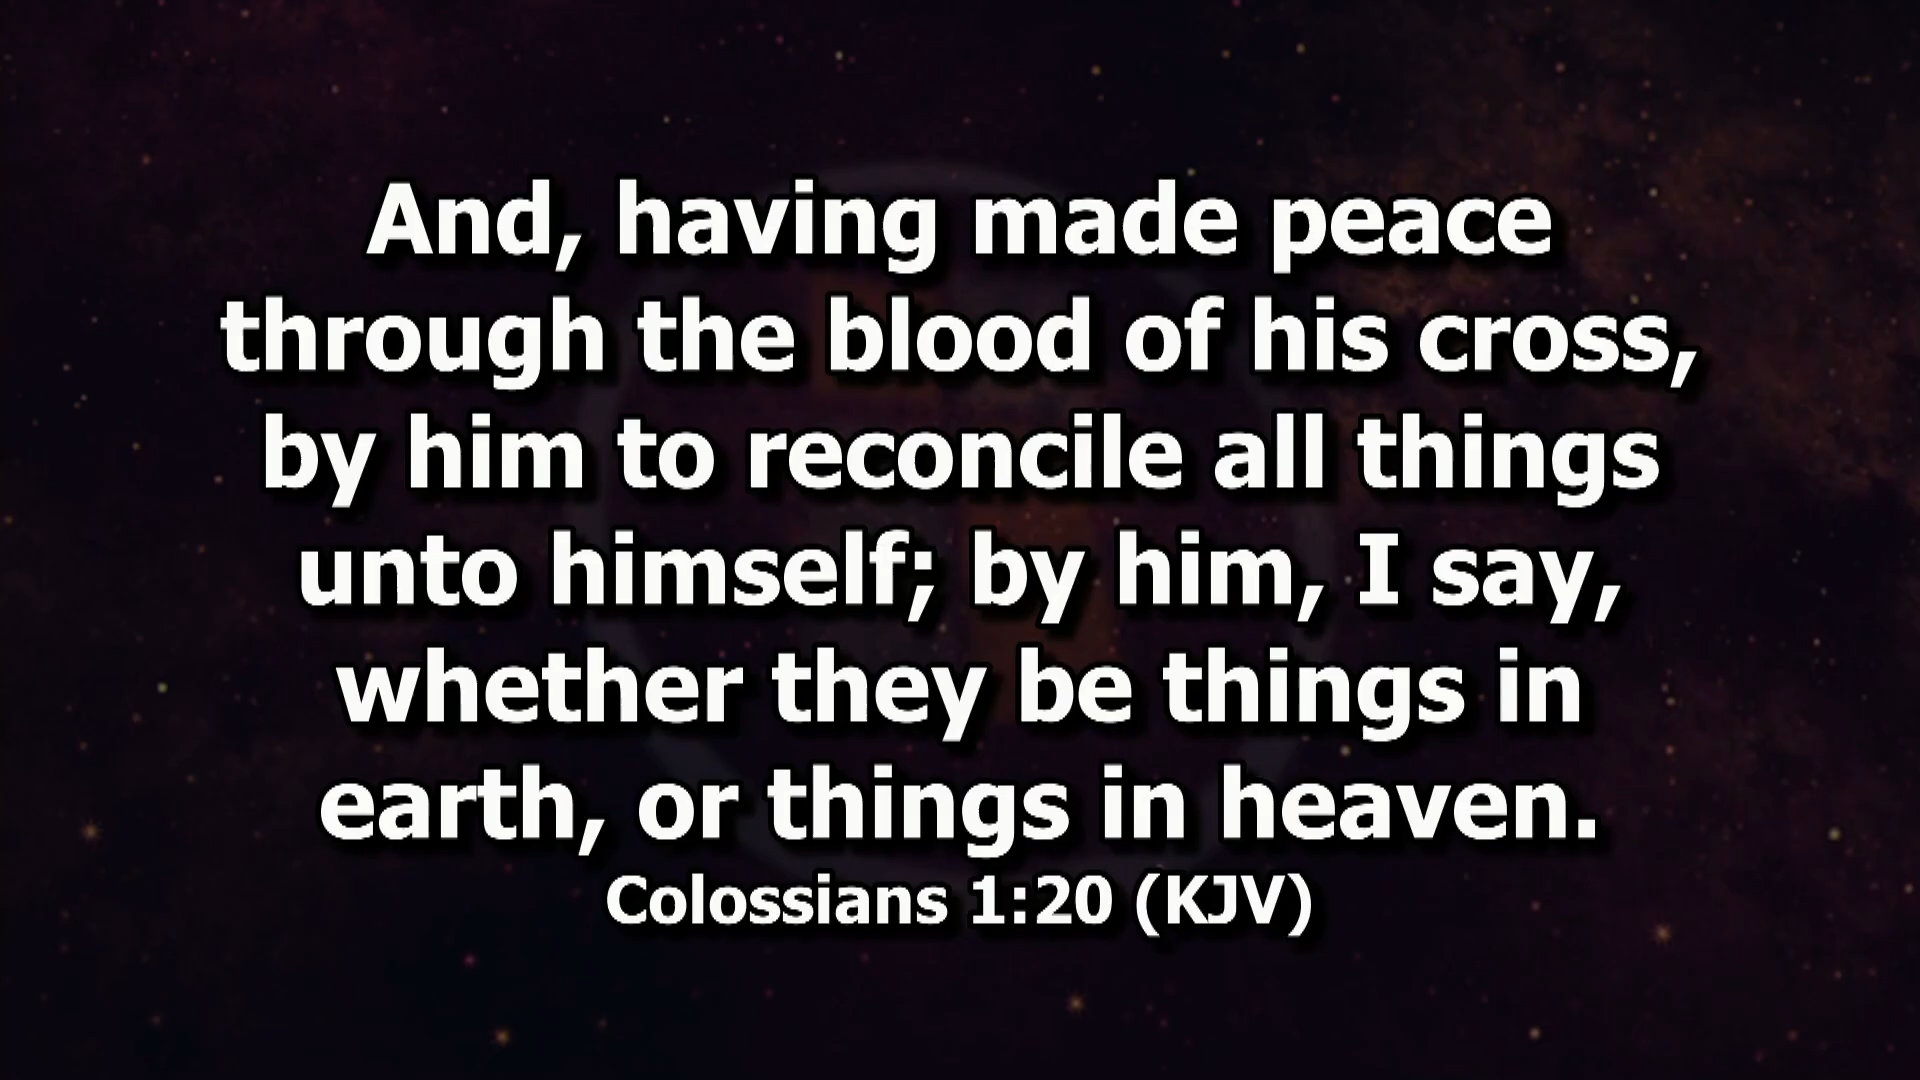 And, having made peace
through the blood of his cross,
by him to reconcile all things
unto himself; by him, I say,
whether they be things in
earth, or things in heaven.
Colossians 1:20 (KJV)